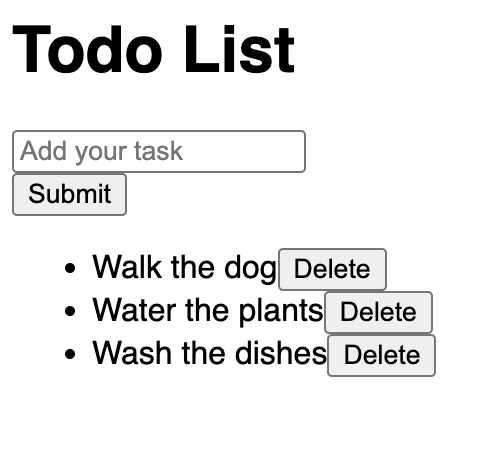 Todo List
Add your task
Submit
Walk the dog Delete
Water the plants Delete
Wash the dishes Delete